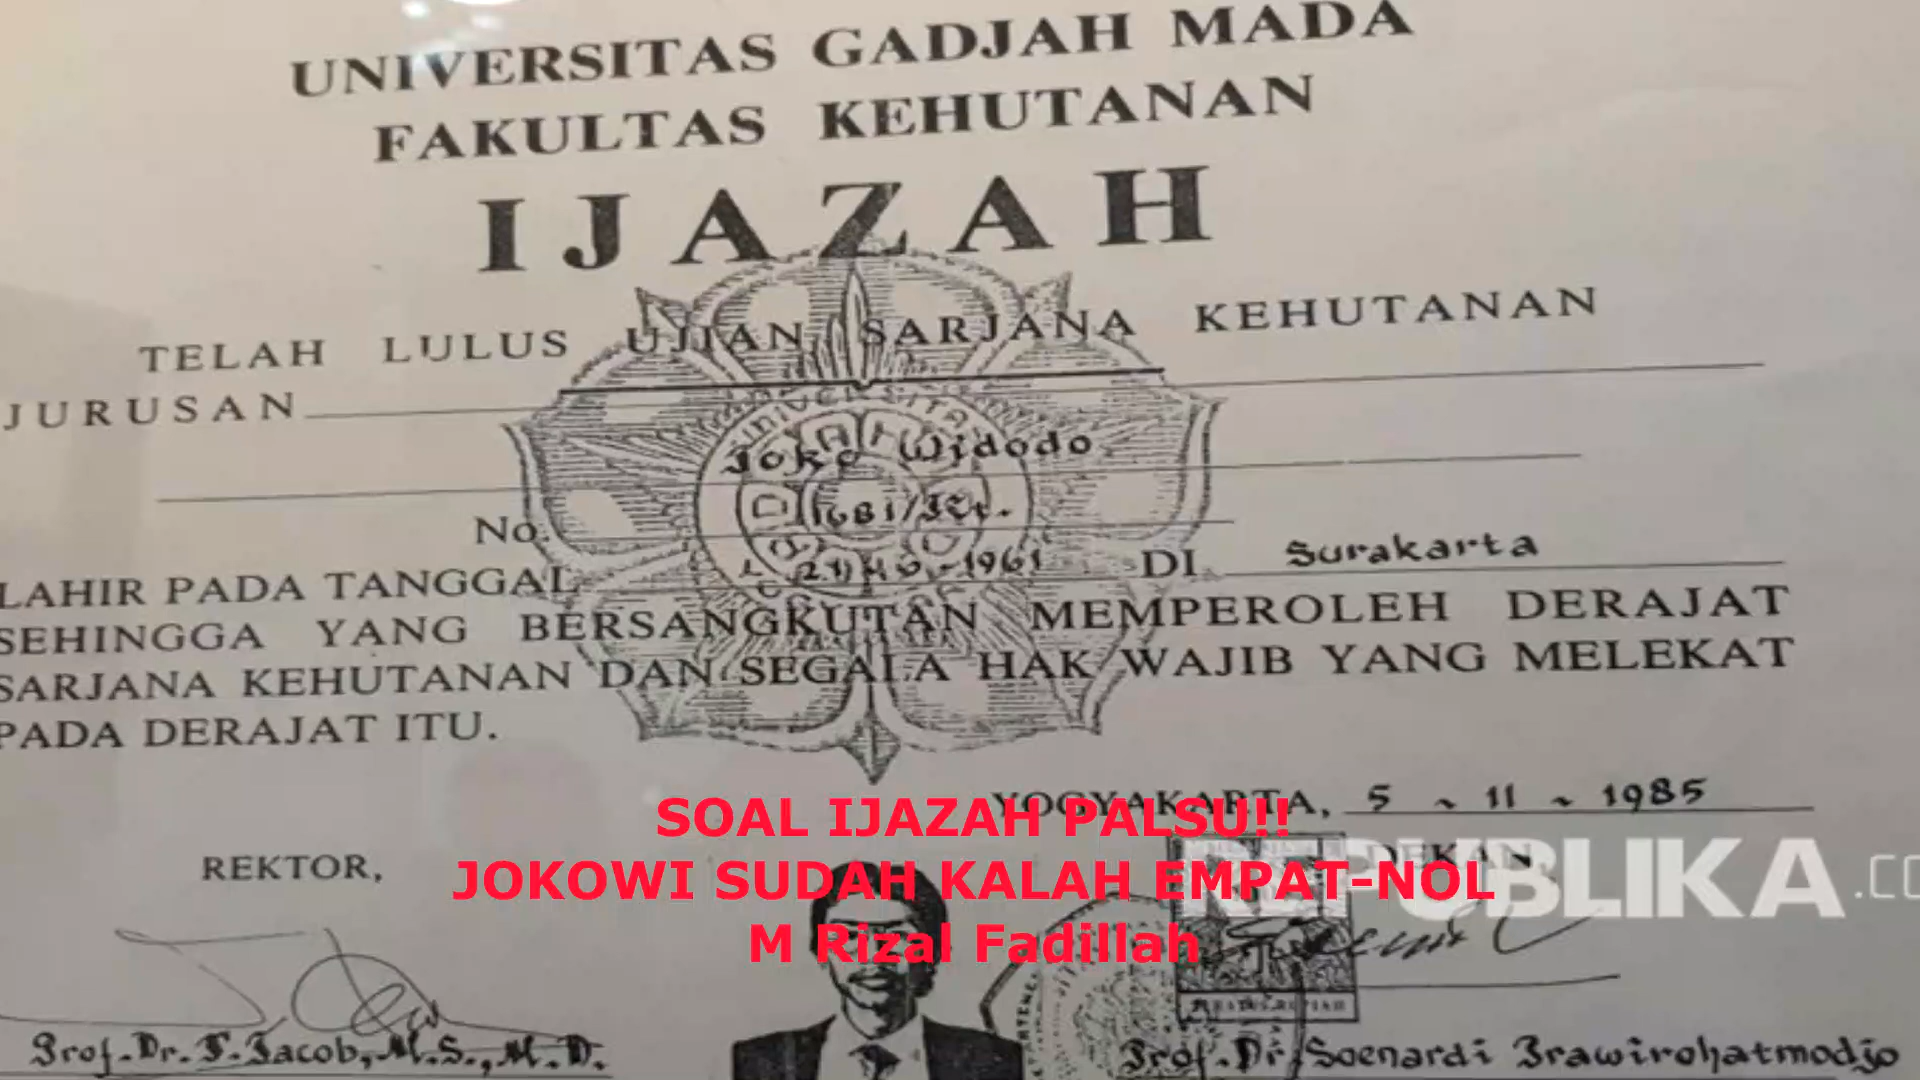 UNIVERSITAS GADJAH MADA
FAKULTAS KEHUTANAN
IJAZAH
TELAH LULUS UJIAN SARJANA KEHUTANAN
JURUSAN
Joko Widodo
No. 1681/KT.
LAHIR PADA TANGGAL 21-1961 DI Surakarta
SEHINGGA YANG BERSANGKUTAN MEMPEROLEH DERAJAT
SARJANA KEHUTANAN DAN SEGALA HAK WAJIB YANG MELEKAT
PADA DERAJAT ITU.
YOGYAKARTA, 5 - 11 - 1985
SOAL IJAZAH PALSU!!
REKTOR,
DEKAN,
JOKOWI SUDAH KALAH EMPAT-NOL
REPUBLIKA.co
M Rizal Fadillah
Prof.Dr.T.Jacob,M.S.,M.D.
Prof.Dr.Soenardi Prawirohatmodjo